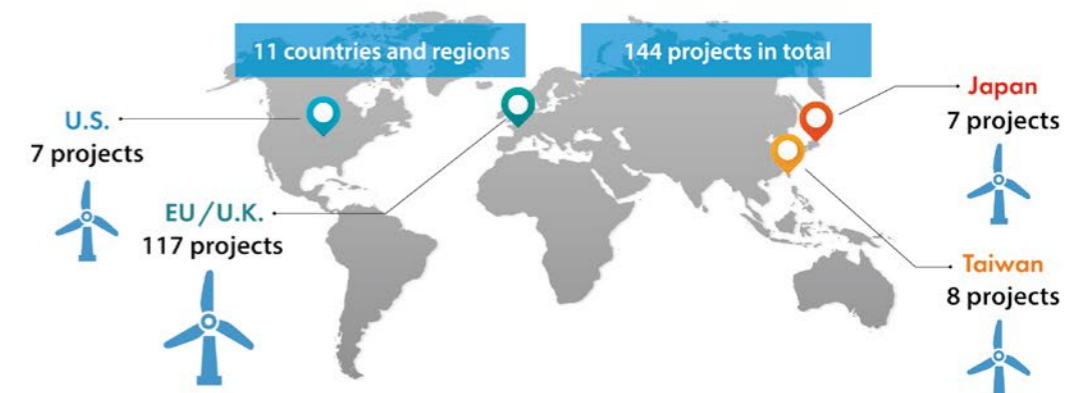 11 countries and regions
144 projects in total
U.S.
7 projects
EU/U.K.
117 projects
Japan
7 projects
Taiwan
8 projects